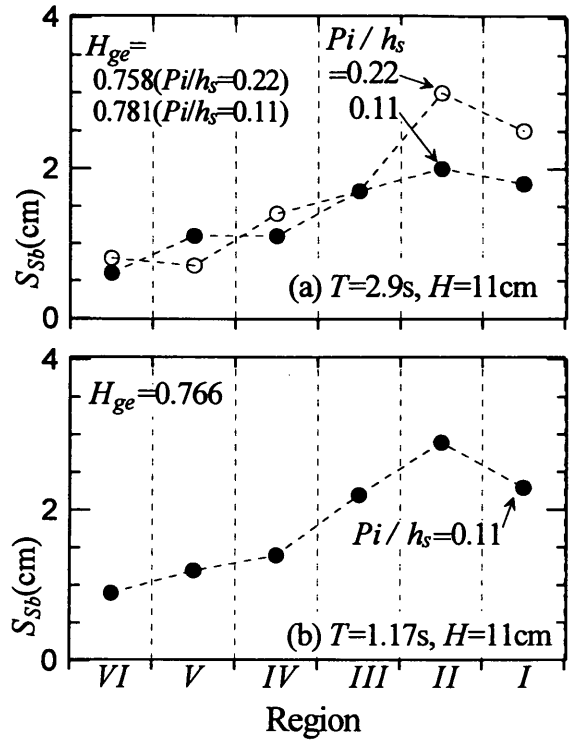 4
H_ge=
0.758(Pi/h_s=0.22)
0.781(Pi/h_s=0.11)
Pi / h_s
=0.22
0.11
2
S_Sb(cm)
(a) T=2.9s, H=11cm
0
4
H_ge=0.766
2
Pi / h_s=0.11
S_Sb(cm)
(b) T=1.17s, H=11cm
0
VI V IV III II I
Region